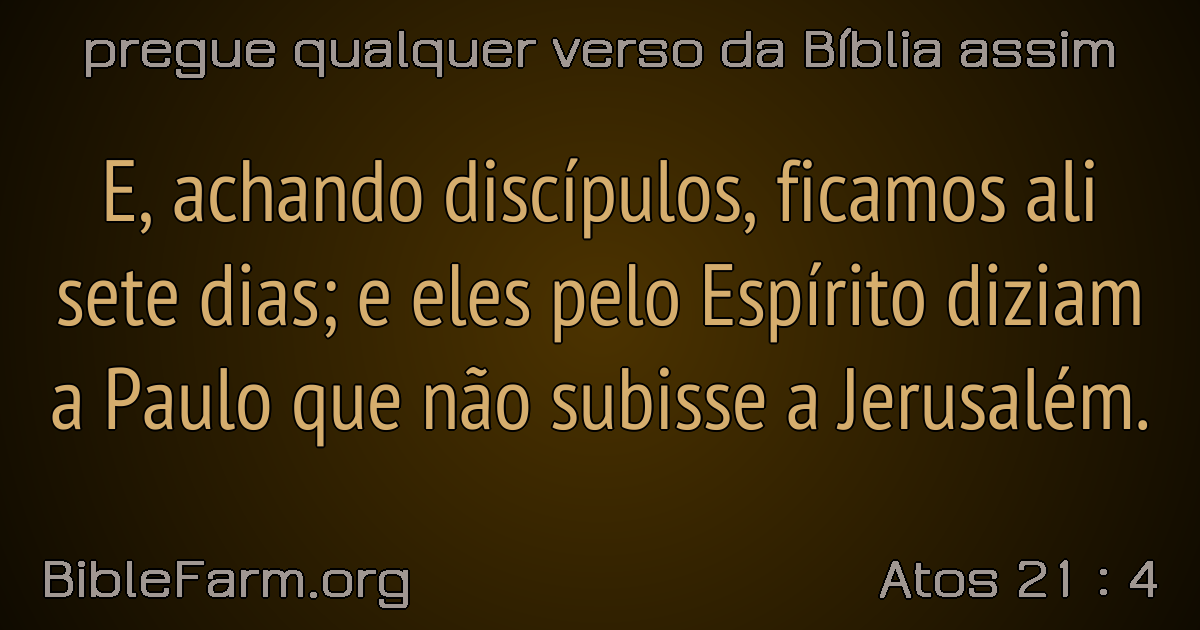 pregue qualquer verso da Bíblia assim
E, achando discípulos, ficamos ali
sete dias; e eles pelo Espírito diziam
a Paulo que não subisse a Jerusalém.
BibleFarm.org
Atos 21 : 4